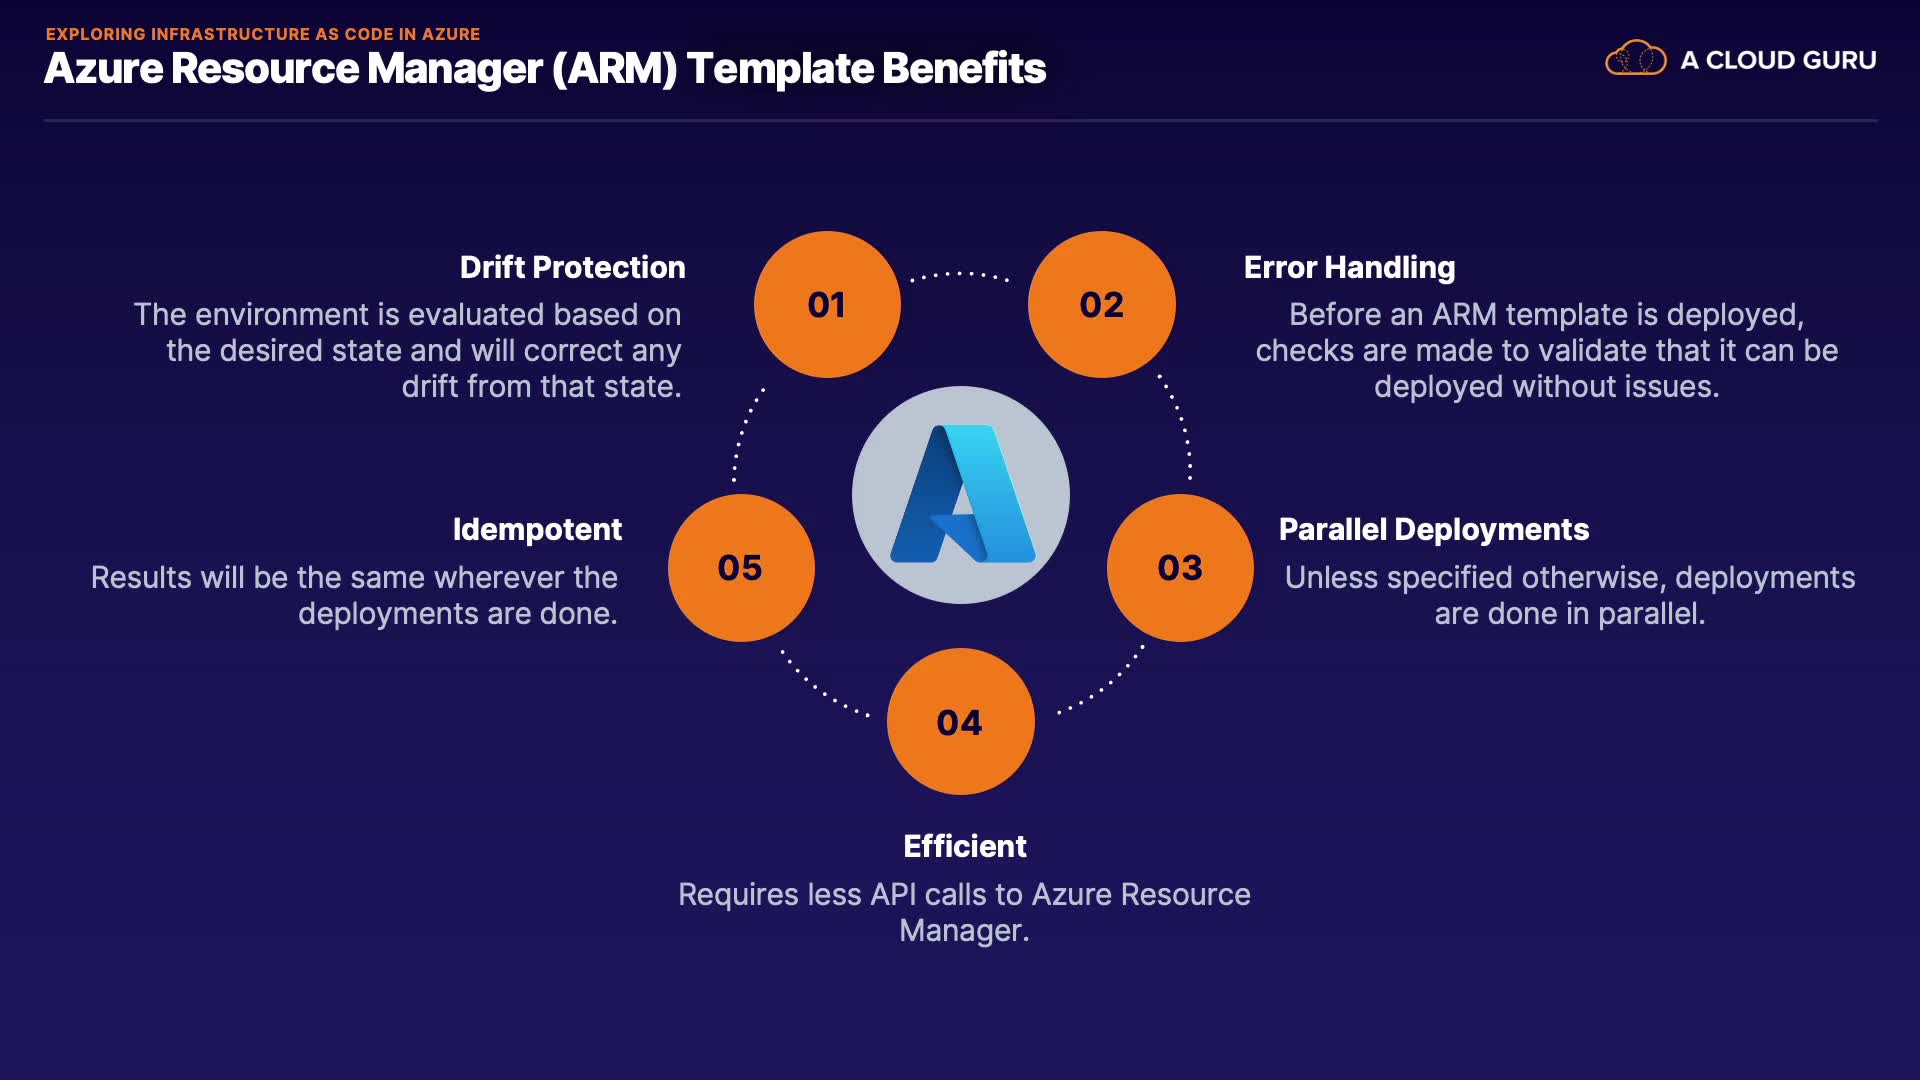 EXPLORING INFRASTRUCTURE AS CODE IN AZURE
Azure Resource Manager (ARM) Template Benefits
A CLOUD GURU
Drift Protection
The environment is evaluated based on
the desired state and will correct any
drift from that state.
01
02
Error Handling
Before an ARM template is deployed,
checks are made to validate that it can be
deployed without issues.
Idempotent
Results will be the same wherever the
deployments are done.
05
03
Parallel Deployments
Unless specified otherwise, deployments
are done in parallel.
04
Efficient
Requires less API calls to Azure Resource
Manager.